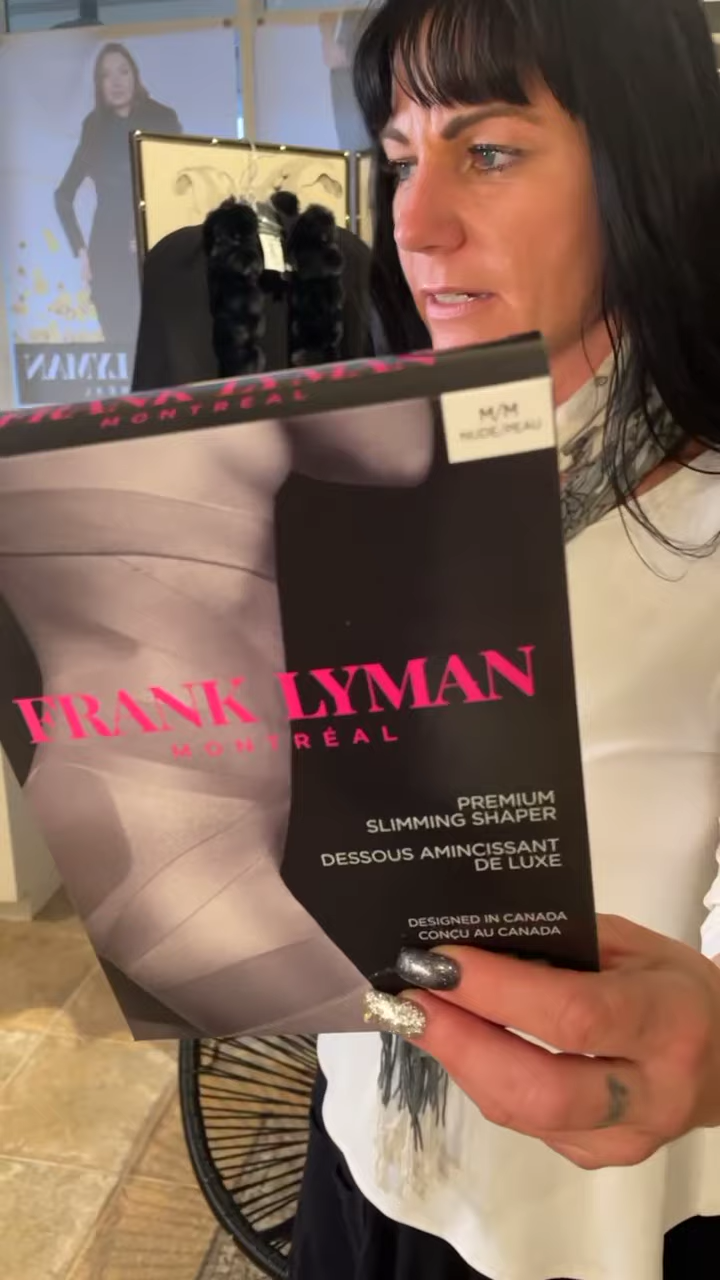 LYMAN
FRANK LYMAN
MONTRÉAL
M/M
NUDE/PEAU
FRANK LYMAN
MONTRÉAL
PREMIUM
SLIMMING SHAPER
DESSOUS AMINCISSANT
DE LUXE
DESIGNED IN CANADA
CONÇU AU CANADA